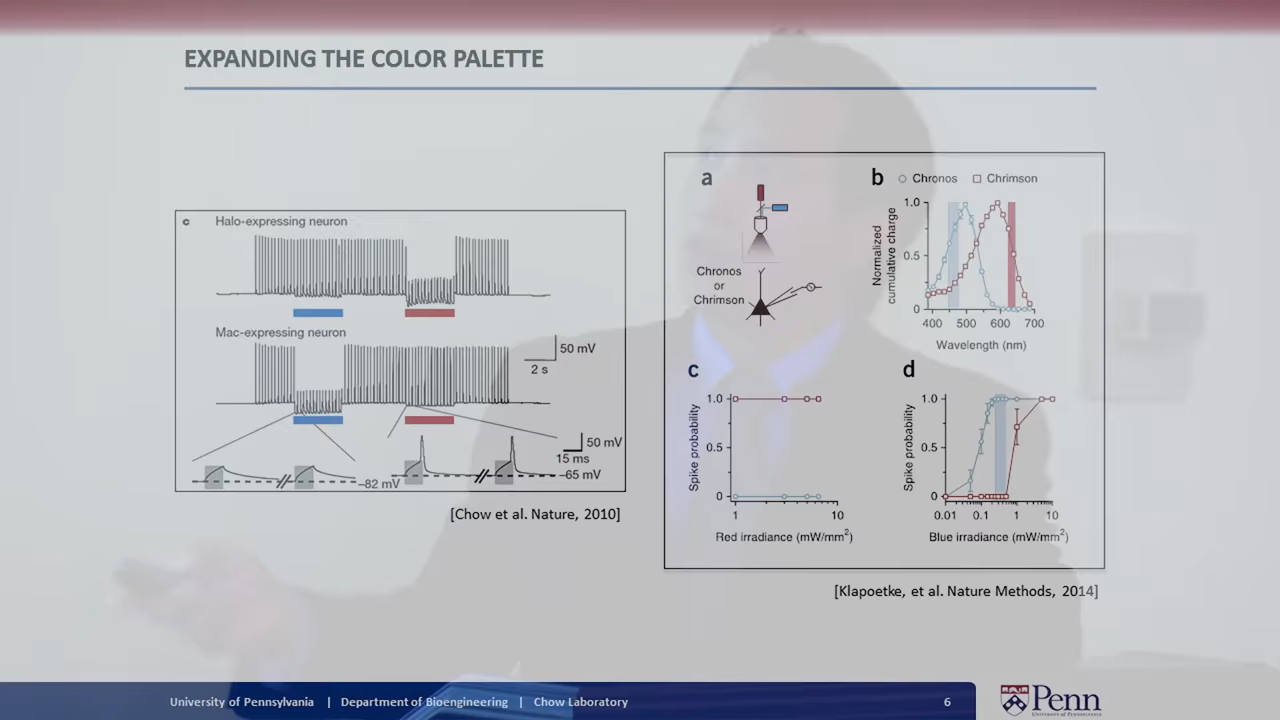 EXPANDING THE COLOR PALETTE
c Halo-expressing neuron
Mac-expressing neuron
50 mV
2 s
50 mV
15 ms
–65 mV
–82 mV
[Chow et al. Nature, 2010]
a
Chronos
or
Chrimson
b Chronos Chrimson
Normalized
cumulative charge
1.0
0.5
0
400 500 600 700
Wavelength (nm)
c
Spike probability
1.0
0.5
0
1 10
Red irradiance (mW/mm²)
d
Spike probability
1.0
0.5
0
0.01 0.1 1 10
Blue irradiance (mW/mm²)
[Klapoetke, et al. Nature Methods, 2014]
University of Pennsylvania | Department of Bioengineering | Chow Laboratory 6
Penn
UNIVERSITY OF PENNSYLVANIA